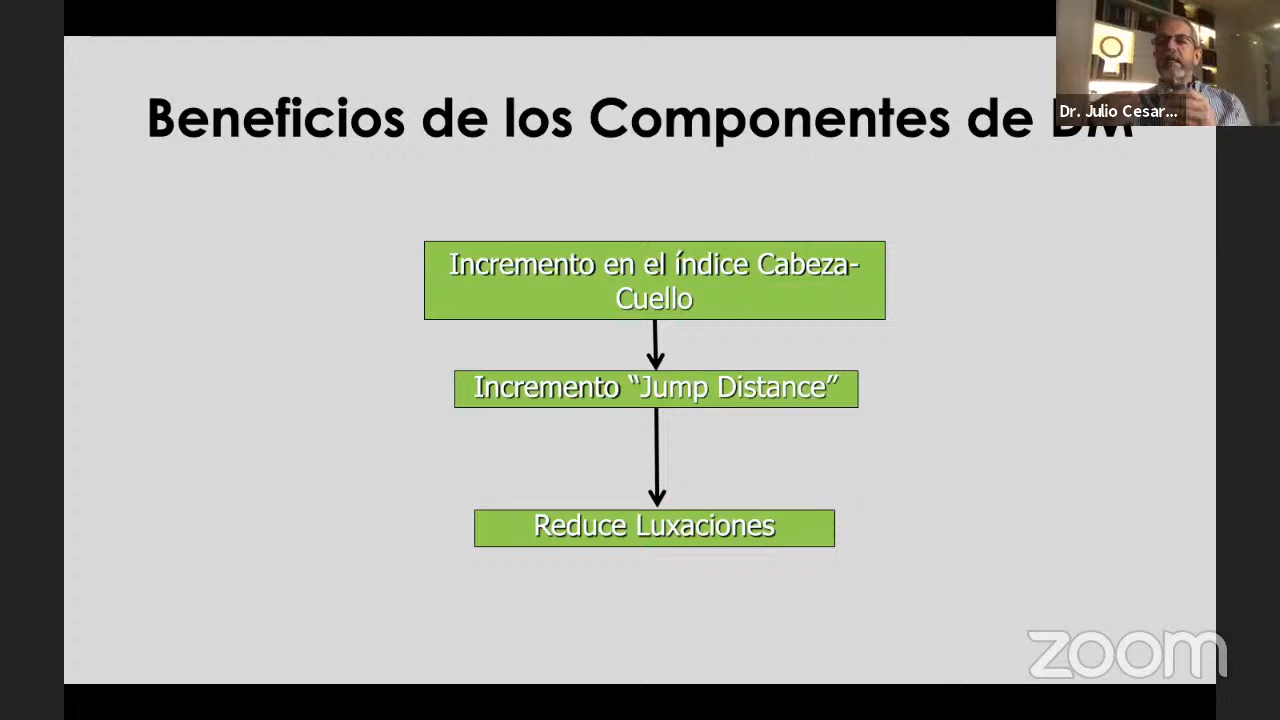 Beneficios de los Componentes de DM
Dr. Julio Cesar...
Incremento en el índice Cabeza-
Cuello
Incremento “Jump Distance”
Reduce Luxaciones
zoom